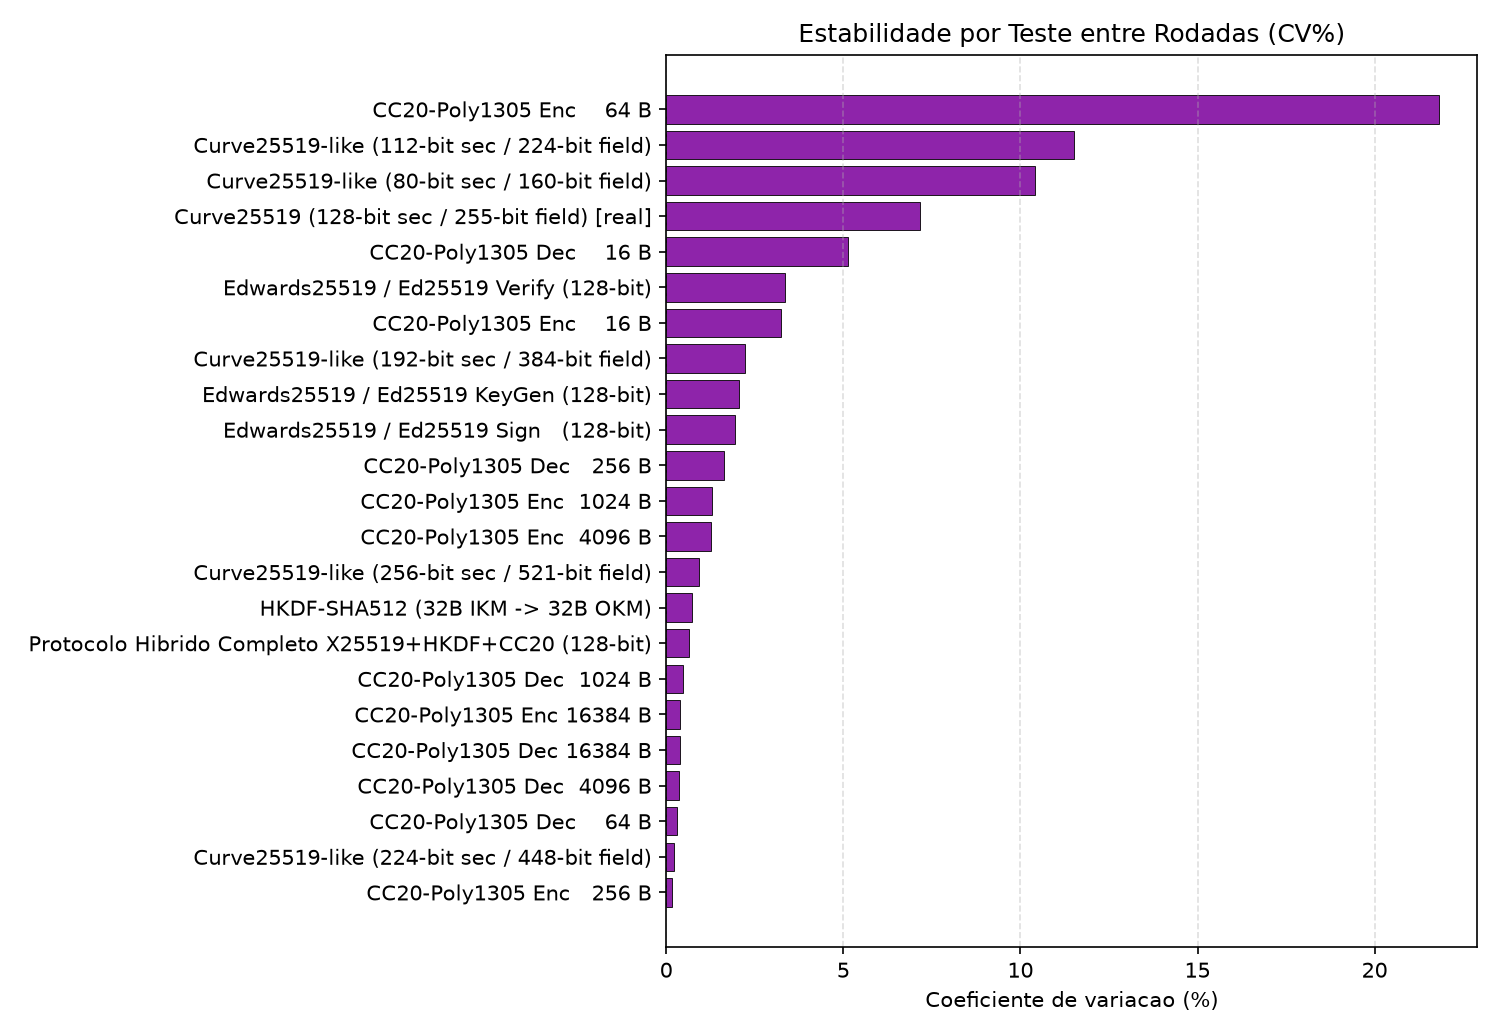 Estabilidade por Teste entre Rodadas (CV%)
CC20-Poly1305 Enc    64 B
Curve25519-like (112-bit sec / 224-bit field)
Curve25519-like (80-bit sec / 160-bit field)
Curve25519 (128-bit sec / 255-bit field) [real]
CC20-Poly1305 Dec    16 B
Edwards25519 / Ed25519 Verify (128-bit)
CC20-Poly1305 Enc    16 B
Curve25519-like (192-bit sec / 384-bit field)
Edwards25519 / Ed25519 KeyGen (128-bit)
Edwards25519 / Ed25519 Sign   (128-bit)
CC20-Poly1305 Dec   256 B
CC20-Poly1305 Enc  1024 B
CC20-Poly1305 Enc  4096 B
Curve25519-like (256-bit sec / 521-bit field)
HKDF-SHA512 (32B IKM -> 32B OKM)
Protocolo Hibrido Completo X25519+HKDF+CC20 (128-bit)
CC20-Poly1305 Dec  1024 B
CC20-Poly1305 Enc 16384 B
CC20-Poly1305 Dec 16384 B
CC20-Poly1305 Dec  4096 B
CC20-Poly1305 Dec    64 B
Curve25519-like (224-bit sec / 448-bit field)
CC20-Poly1305 Enc   256 B
0 5 10 15 20
Coeficiente de variacao (%)